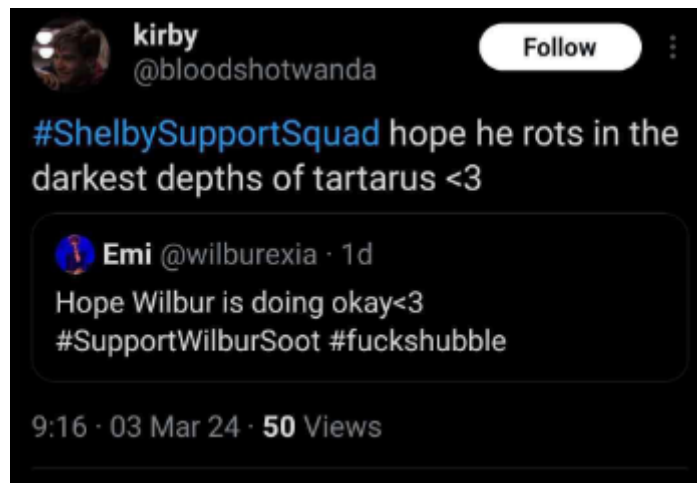 kirby
Follow
@bloodshotwanda
#ShelbySupportSquad hope he rots in the
darkest depths of tartarus <3
Emi @wilburexia · 1d
Hope Wilbur is doing okay<3
#SupportWilburSoot #fuckshubble
9:16 · 03 Mar 24 · 50 Views